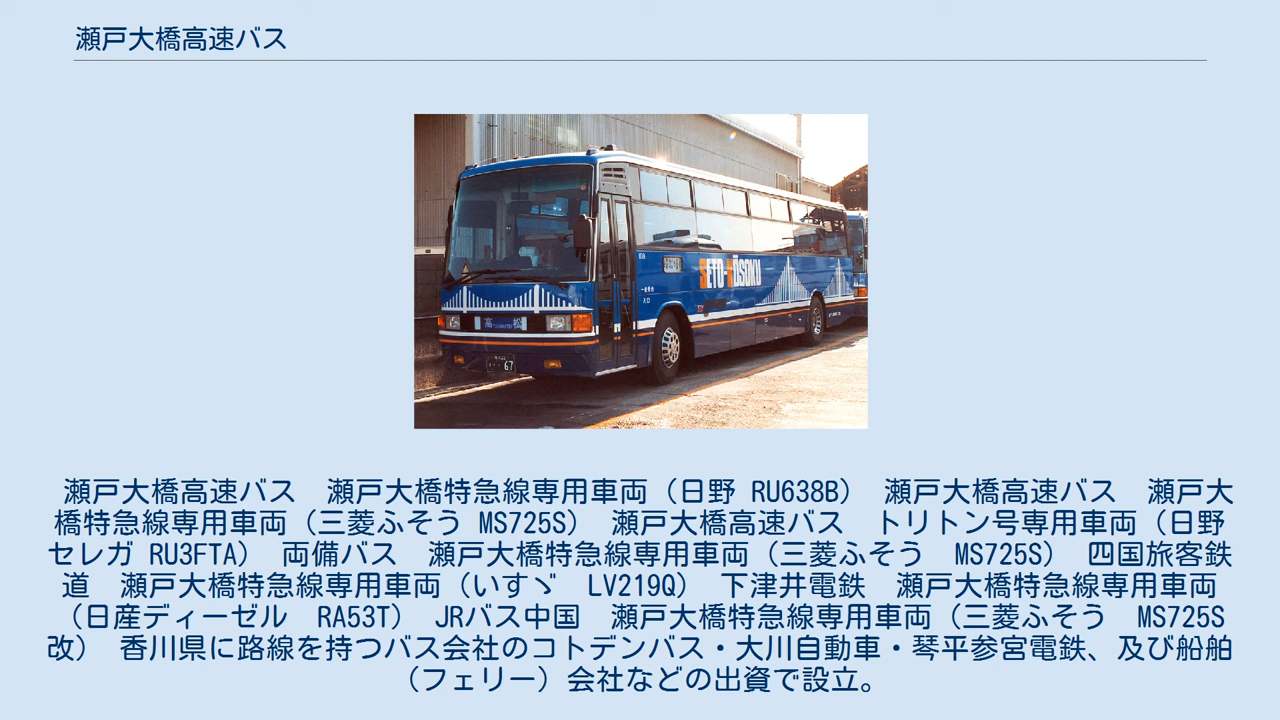 瀬戸大橋高速バス
SETO-KŌSOKU
高松
67
瀬戸大橋高速バス　瀬戸大橋特急線専用車両（日野 RU638B）　瀬戸大橋高速バス　瀬戸大
橋特急線専用車両（三菱ふそう MS725S）　瀬戸大橋高速バス　トリトン号専用車両（日野
セレガ RU3FTA）　両備バス　瀬戸大橋特急線専用車両（三菱ふそう　MS725S）　四国旅客鉄
道　瀬戸大橋特急線専用車両（いすゞ　LV219Q）　下津井電鉄　瀬戸大橋特急線専用車両
（日産ディーゼル　RA53T）　JRバス中国　瀬戸大橋特急線専用車両（三菱ふそう　MS725S
改）　香川県に路線を持つバス会社のコトデンバス・大川自動車・琴平参宮電鉄、及び船舶
（フェリー）会社などの出資で設立。